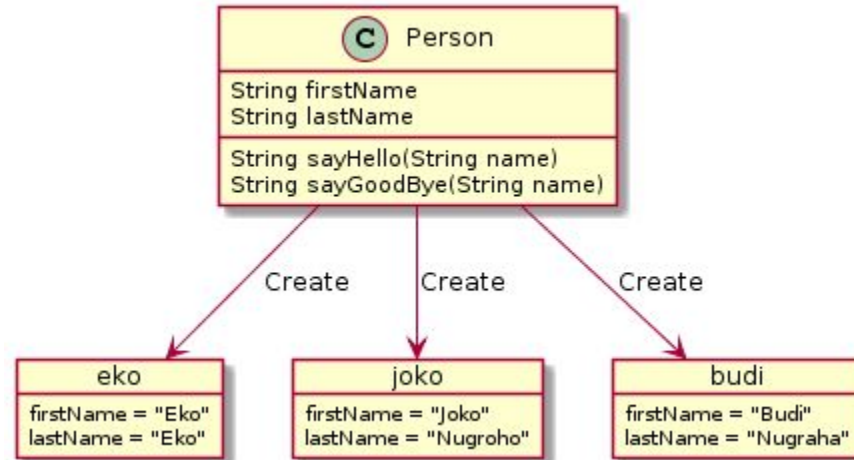 C Person
String firstName
String lastName
String sayHello(String name)
String sayGoodBye(String name)
Create
Create
Create
eko
firstName = "Eko"
lastName = "Eko"
joko
firstName = "Joko"
lastName = "Nugroho"
budi
firstName = "Budi"
lastName = "Nugraha"